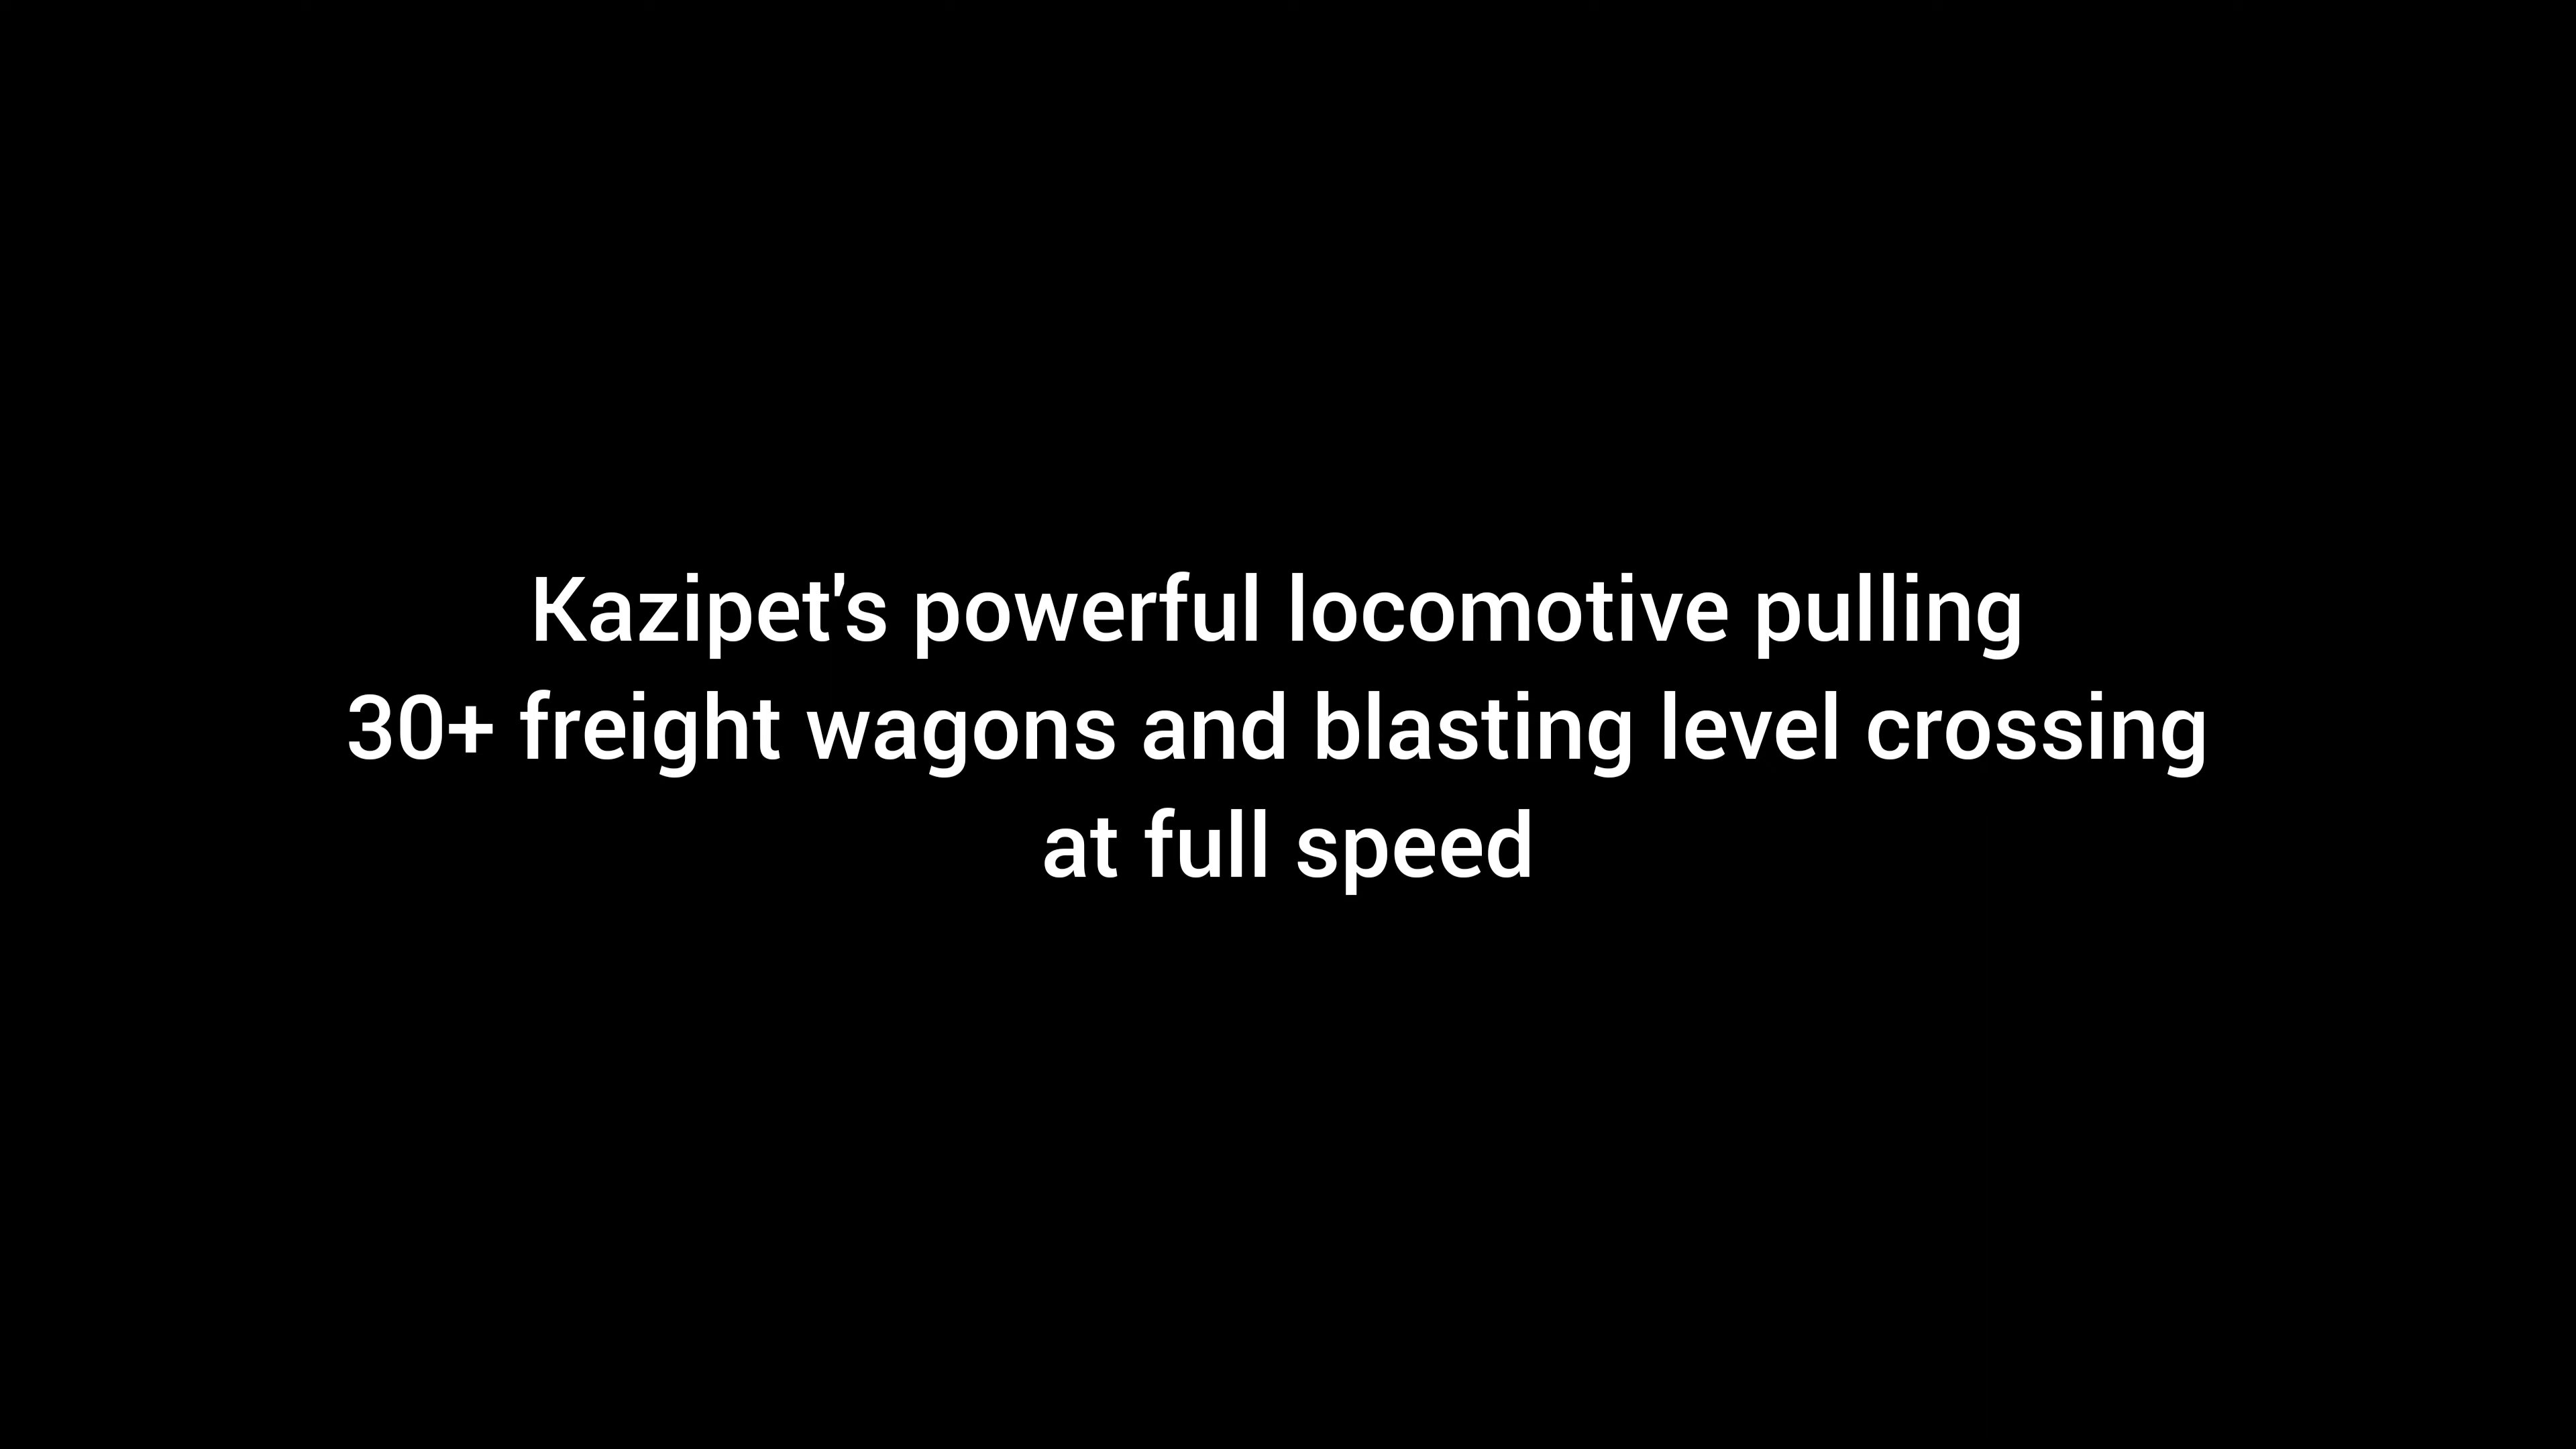 Kazipet's powerful locomotive pulling
30+ freight wagons and blasting level crossing
at full speed